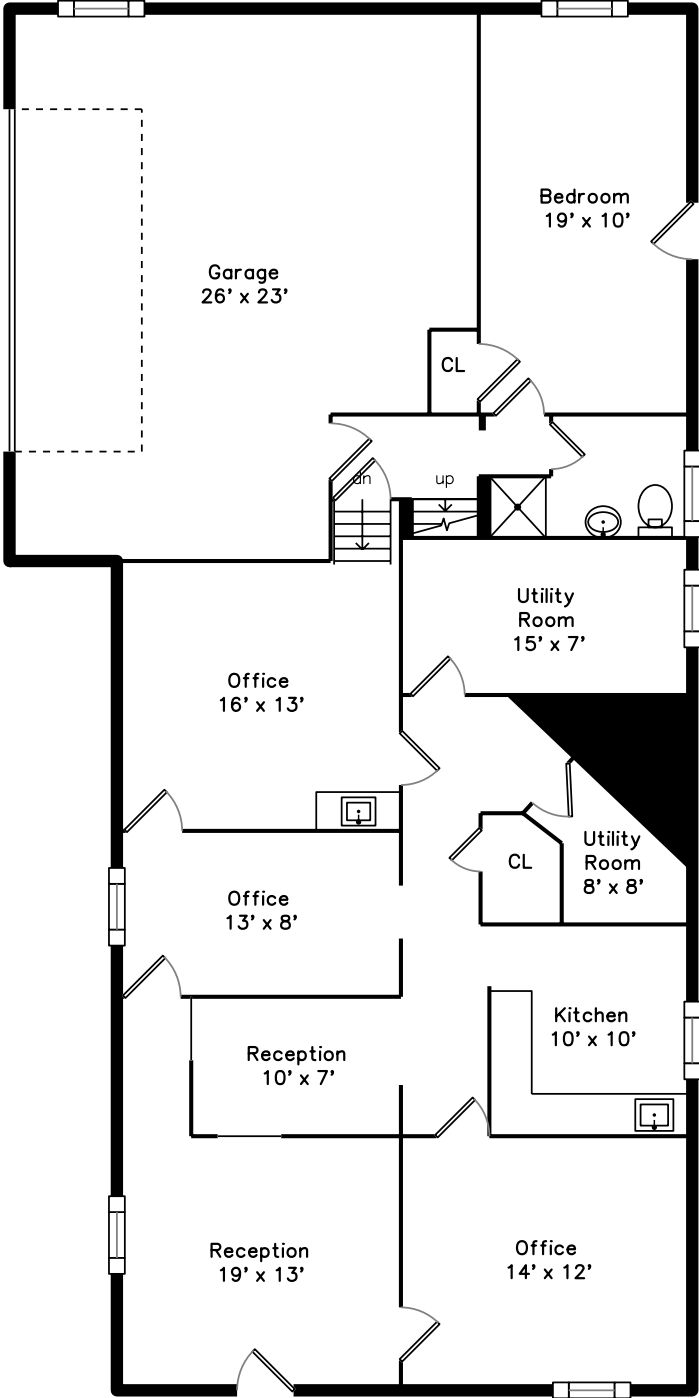 Bedroom
19' x 10'
Garage
26' x 23'
CL
dn
up
Utility
Room
15' x 7'
Office
16' x 13'
Utility
Room
8' x 8'
CL
Office
13' x 8'
Kitchen
10' x 10'
Reception
10' x 7'
Reception
19' x 13'
Office
14' x 12'